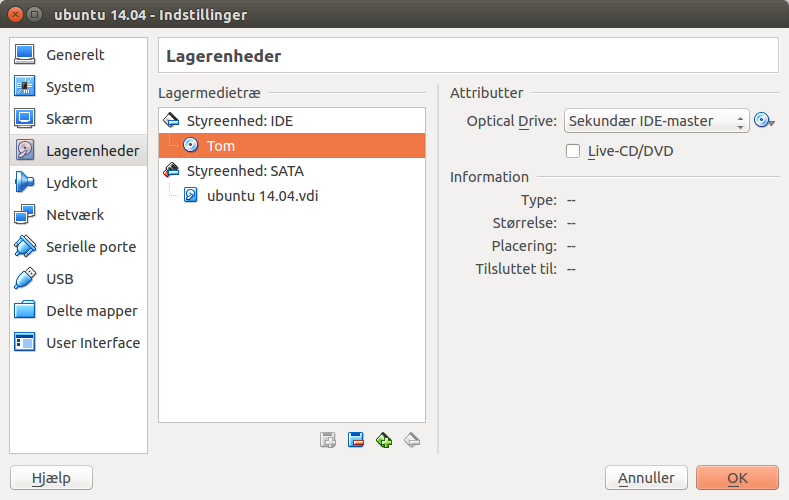 ubuntu 14.04 - Indstillinger
Generelt
System
Skærm
Lagerenheder
Lydkort
Netværk
Serielle porte
USB
Delte mapper
User Interface
Lagerenheder
Lagermedietræ
Styreenhed: IDE
Tom
Styreenhed: SATA
ubuntu 14.04.vdi
Attributter
Optical Drive: Sekundær IDE-master
Live-CD/DVD
Information
Type: --
Størrelse: --
Placering: --
Tilsluttet til: --
Hjælp
Annuller
OK